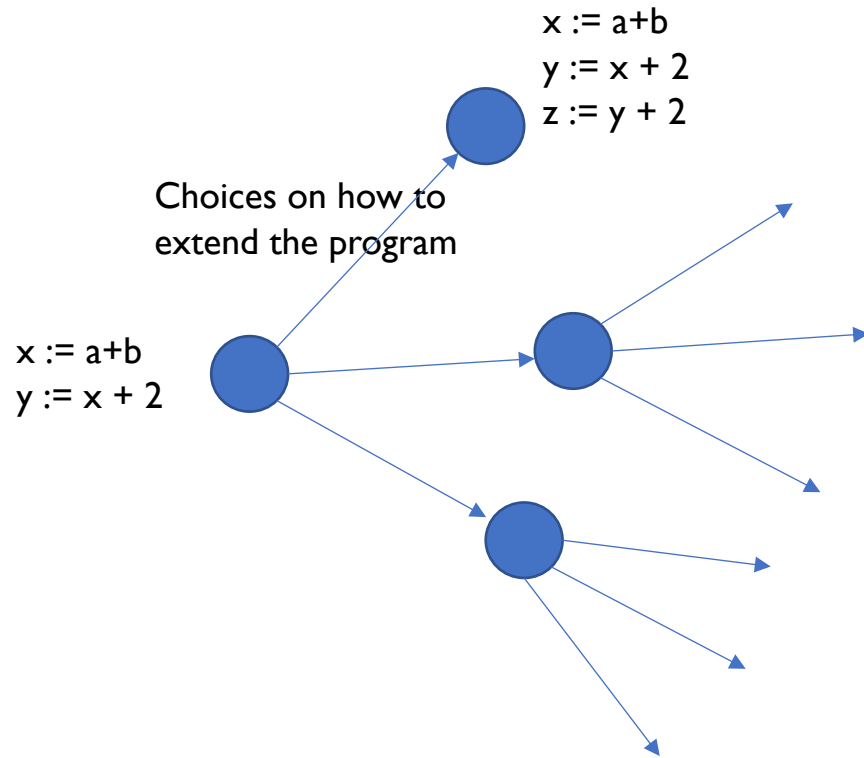 x := a+b
y := x + 2
z := y + 2
Choices on how to
extend the program
x := a+b
y := x + 2